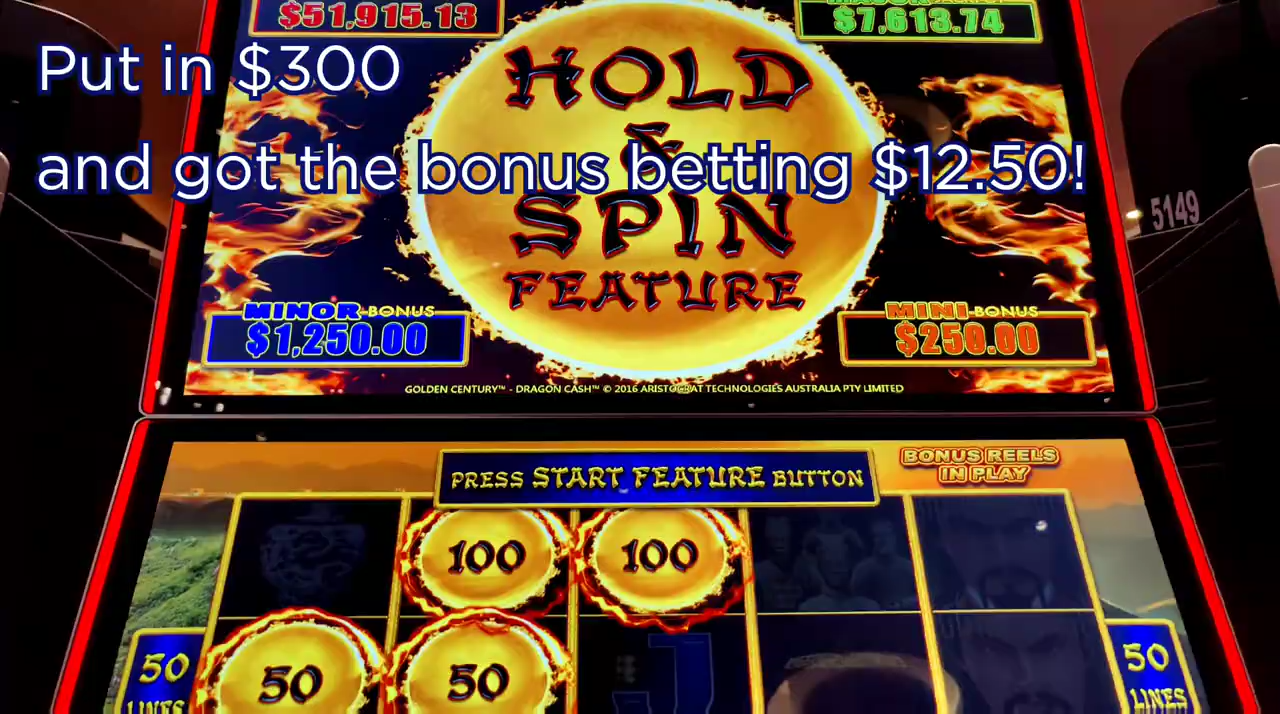 $51,915.13
$7,613.74
Put in $300
and got the bonus betting $12.50!
HOLD
&
SPIN
FEATURE
5149
MINOR BONUS
$1,250.00
MINI BONUS
$250.00
GOLDEN CENTURY™ - DRAGON CASH™ © 2016 ARISTOCRAT TECHNOLOGIES AUSTRALIA PTY LIMITED
PRESS START FEATURE BUTTON
BONUS REELS
IN PLAY
100
100
50
LINES
50
50
J
50
LINES